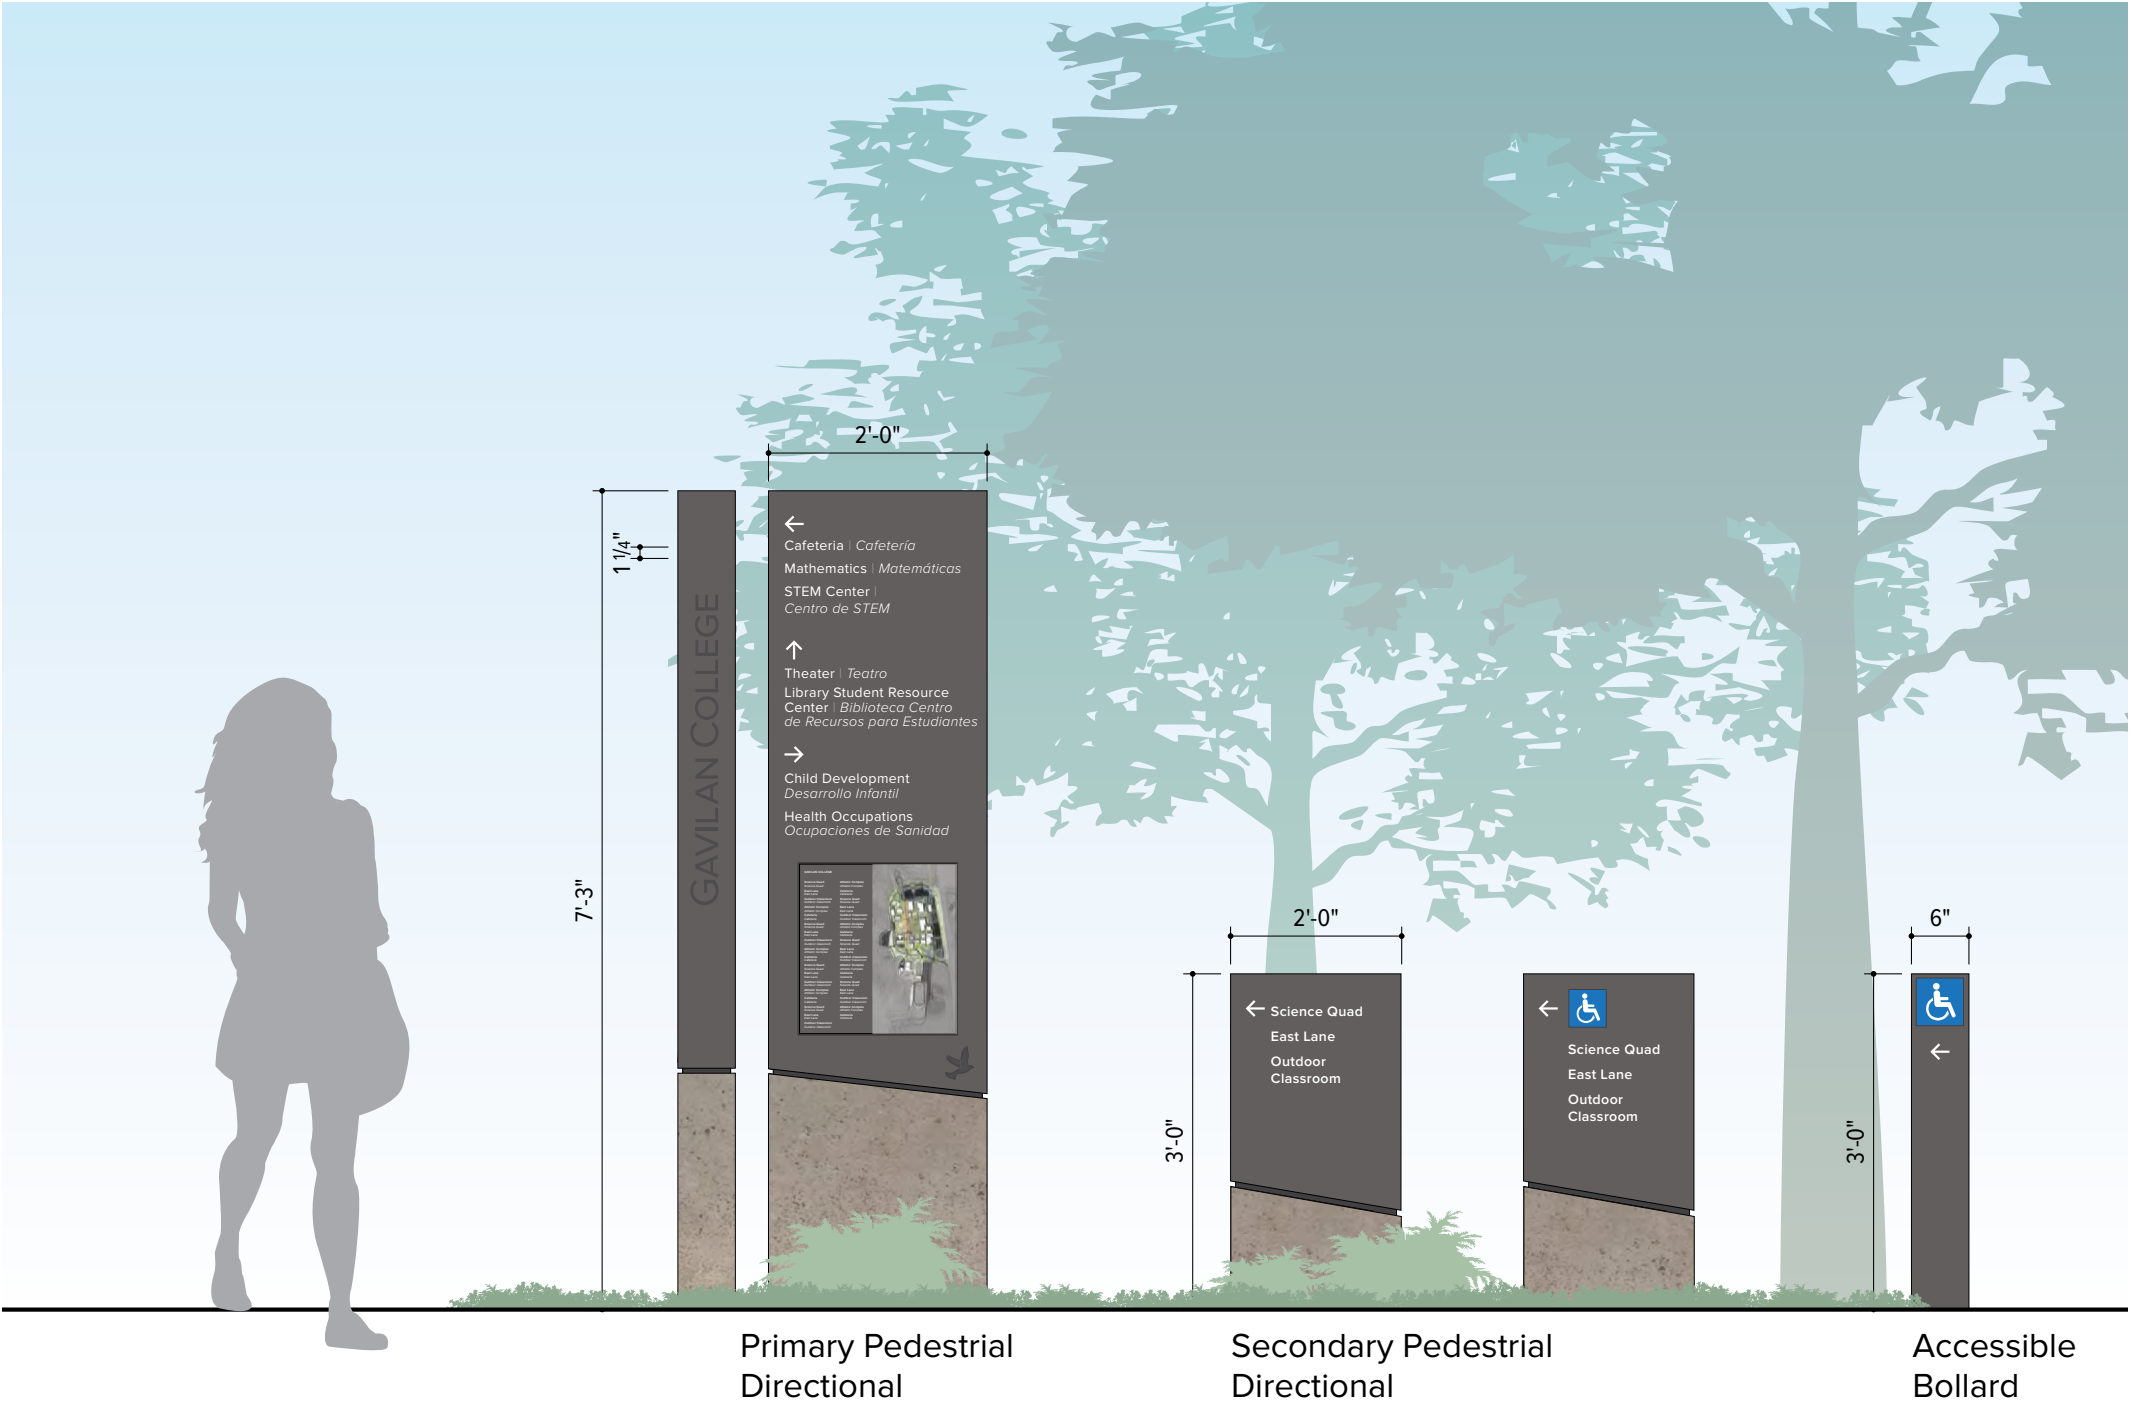 2'-0"
1 1/4"
7'-3"
GAVILAN COLLEGE
←
Cafeteria | Cafetería
Mathematics | Matemáticas
STEM Center |
Centro de STEM
↑
Theater | Teatro
Library Student Resource
Center | Biblioteca Centro
de Recursos para Estudiantes
→
Child Development
Desarrollo Infantil
Health Occupations
Ocupaciones de Sanidad
2'-0"
3'-0"
← Science Quad
East Lane
Outdoor
Classroom
←
Science Quad
East Lane
Outdoor
Classroom
6"
3'-0"
←
Primary Pedestrial
Directional
Secondary Pedestrial
Directional
Accessible
Bollard